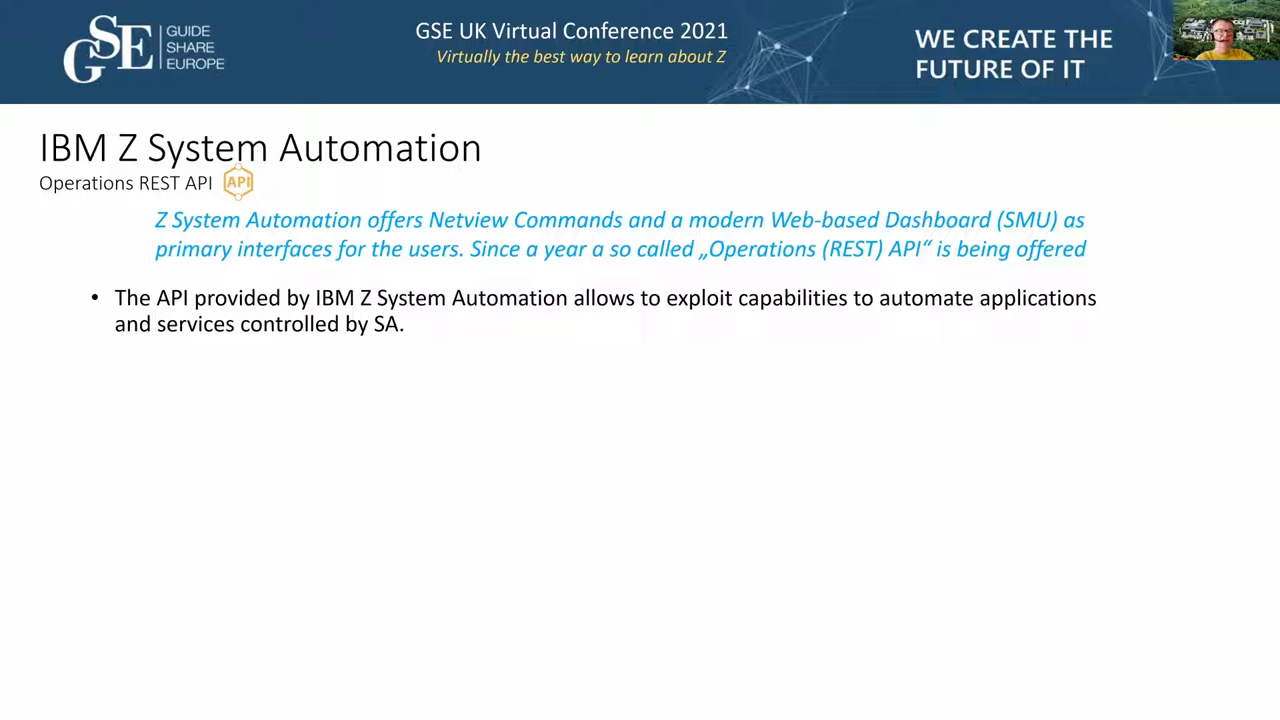 GSE
GUIDE
SHARE
EUROPE
GSE UK Virtual Conference 2021
Virtually the best way to learn about Z
WE CREATE THE
FUTURE OF IT
IBM Z System Automation
Operations REST API
API
Z System Automation offers Netview Commands and a modern Web-based Dashboard (SMU) as
primary interfaces for the users. Since a year a so called „Operations (REST) API“ is being offered
• The API provided by IBM Z System Automation allows to exploit capabilities to automate applications
and services controlled by SA.